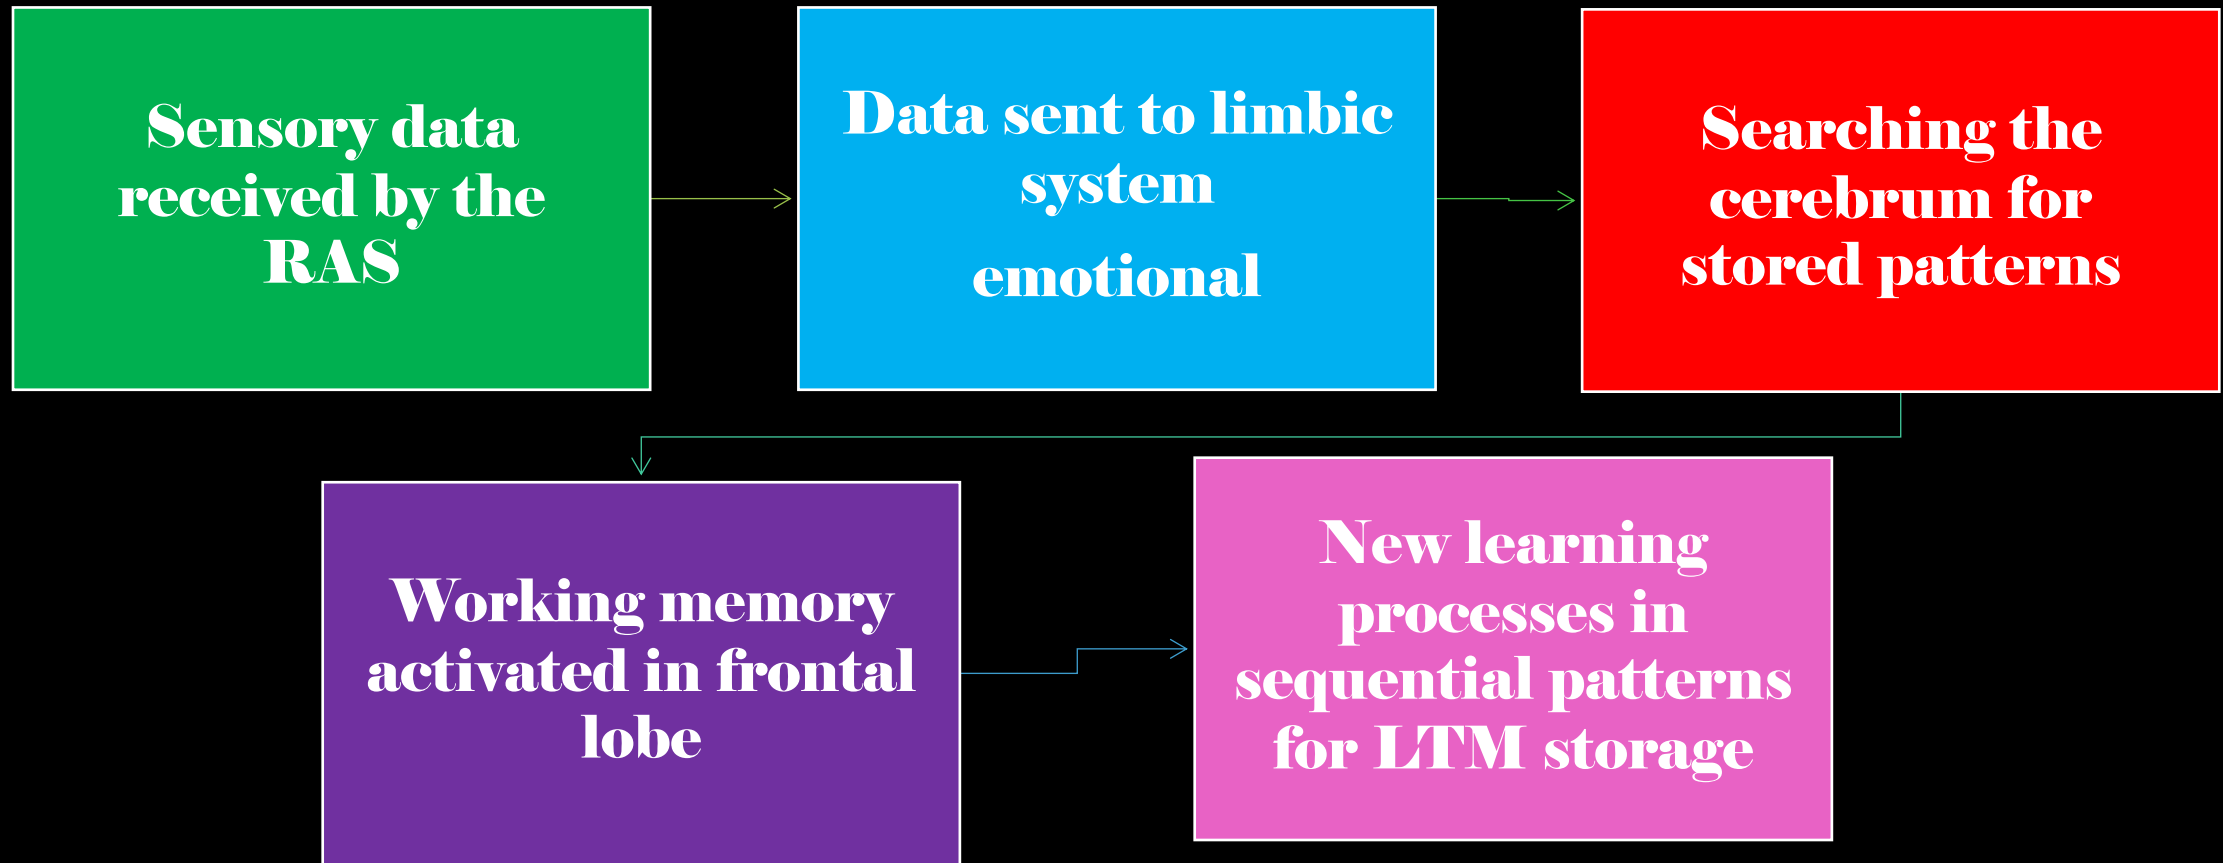 Sensory data
received by the
RAS
Data sent to limbic
system
emotional
Searching the
cerebrum for
stored patterns
Working memory
activated in frontal
lobe
New learning
processes in
sequential patterns
for LTM storage